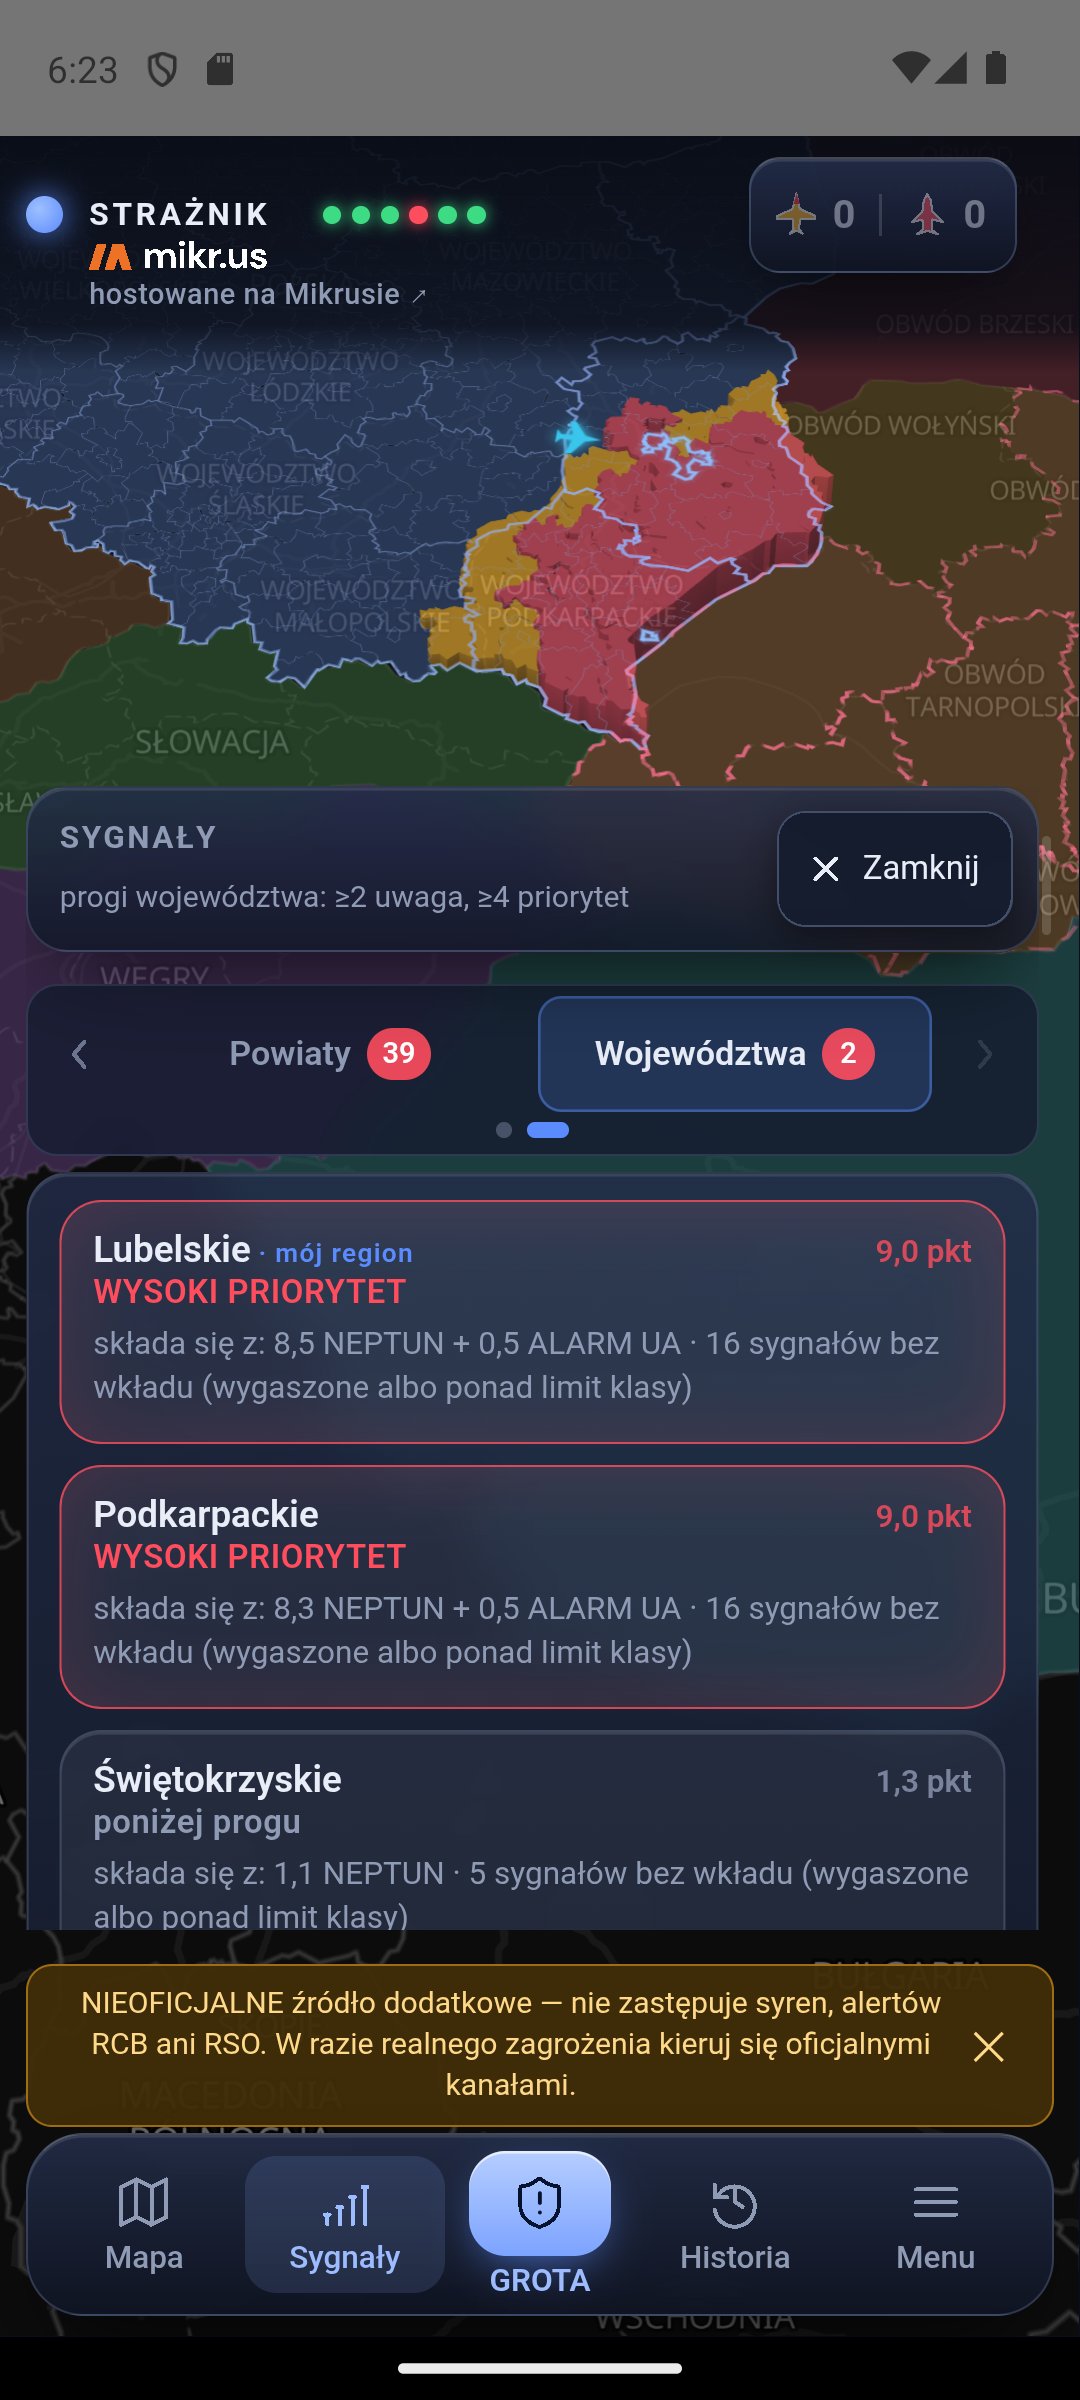 6:23
STRAŻNIK
mikr.us
hostowane na Mikrusie ↗
0 | 0
WOJEWÓDZTWO
MAZOWIECKIE
OBWÓD BRZESKI
WOJEWÓDZTWO
ŁÓDZKIE
OBWÓD WOŁYŃSKI
WOJEWÓDZTWO
ŚLĄSKIE
WOJEWÓDZTWO
MAŁOPOLSKIE
WOJEWÓDZTWO
PODKARPACKIE
OBWÓD
TARNOPOLSKI
SŁOWACJA
SYGNAŁY
progi województwa: ≥2 uwaga, ≥4 priorytet
Zamknij
WĘGRY
Powiaty 39
Województwa 2
Lubelskie · mój region
9,0 pkt
WYSOKI PRIORYTET
składa się z: 8,5 NEPTUN + 0,5 ALARM UA · 16 sygnałów bez
wkładu (wygaszone albo ponad limit klasy)
Podkarpackie
9,0 pkt
WYSOKI PRIORYTET
składa się z: 8,3 NEPTUN + 0,5 ALARM UA · 16 sygnałów bez
wkładu (wygaszone albo ponad limit klasy)
Świętokrzyskie
1,3 pkt
poniżej progu
składa się z: 1,1 NEPTUN · 5 sygnałów bez wkładu (wygaszone
albo ponad limit klasy)
BUŁGARIA
NIEOFICJALNE źródło dodatkowe — nie zastępuje syren, alertów
RCB ani RSO. W razie realnego zagrożenia kieruj się oficjalnymi
kanałami.
SKOPJE
MACEDONIA
PÓŁNOCNA
Mapa
Sygnały
GROTA
Historia
Menu
WSCHODNIA